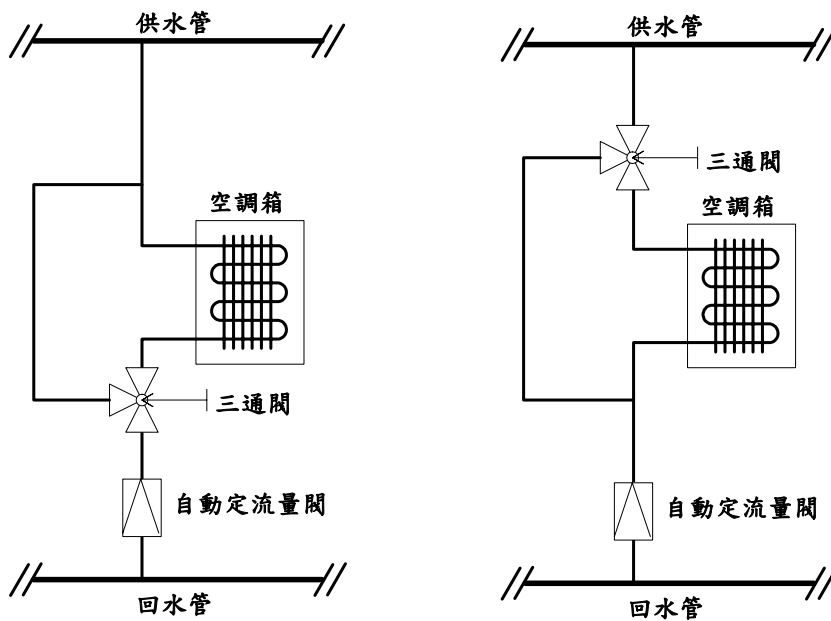 供水管
空調箱
三通閥
自動定流量閥
回水管
供水管
三通閥
空調箱
自動定流量閥
回水管